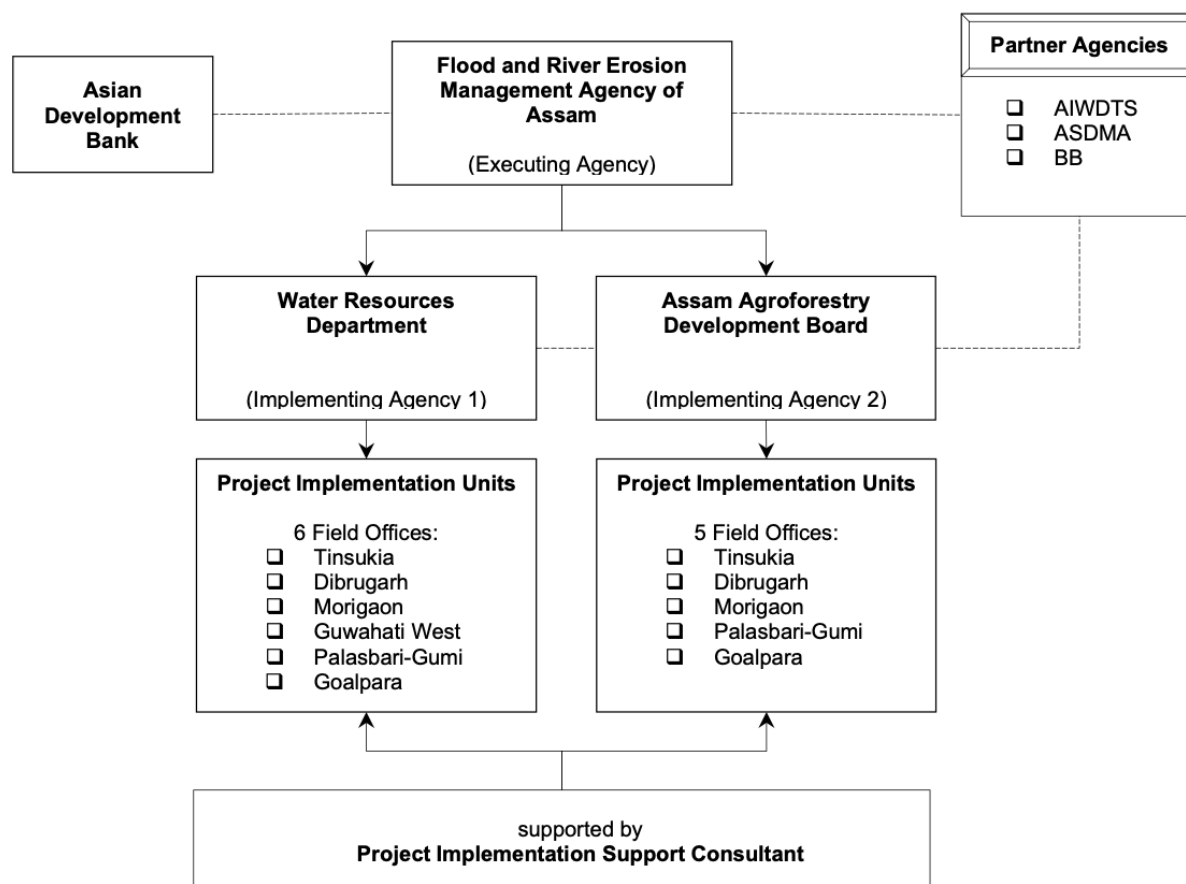 Asian
Development
Bank
Flood and River Erosion
Management Agency of
Assam
(Executing Agency)
Partner Agencies
❑ AIWDTS
❑ ASDMA
❑ BB
Water Resources
Department
(Implementing Agency 1)
Assam Agroforestry
Development Board
(Implementing Agency 2)
Project Implementation Units
6 Field Offices:
❑ Tinsukia
❑ Dibrugarh
❑ Morigaon
❑ Guwahati West
❑ Palasbari-Gumi
❑ Goalpara
Project Implementation Units
5 Field Offices:
❑ Tinsukia
❑ Dibrugarh
❑ Morigaon
❑ Palasbari-Gumi
❑ Goalpara
supported by
Project Implementation Support Consultant